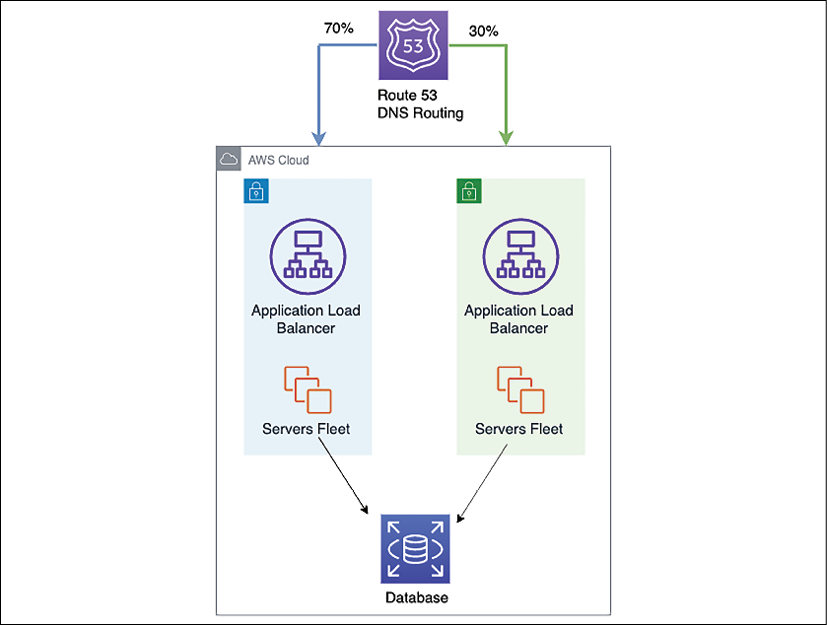 70%
30%
53
Route 53
DNS Routing
AWS Cloud
Application Load
Balancer
Application Load
Balancer
Servers Fleet
Servers Fleet
Database